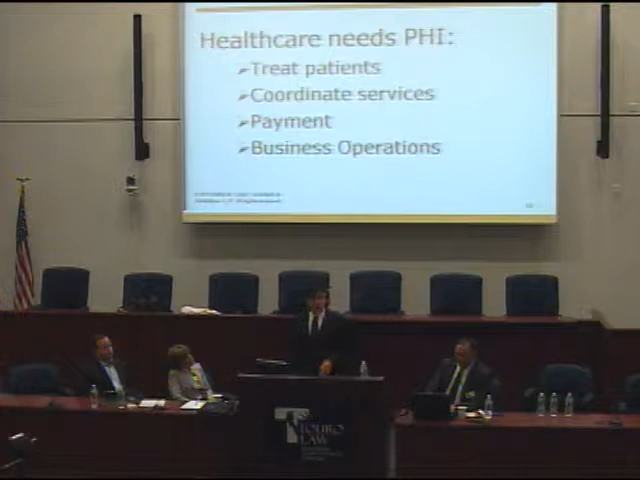 Healthcare needs PHI:
➢Treat patients
➢Coordinate services
➢Payment
➢Business Operations
TOURO
LAW